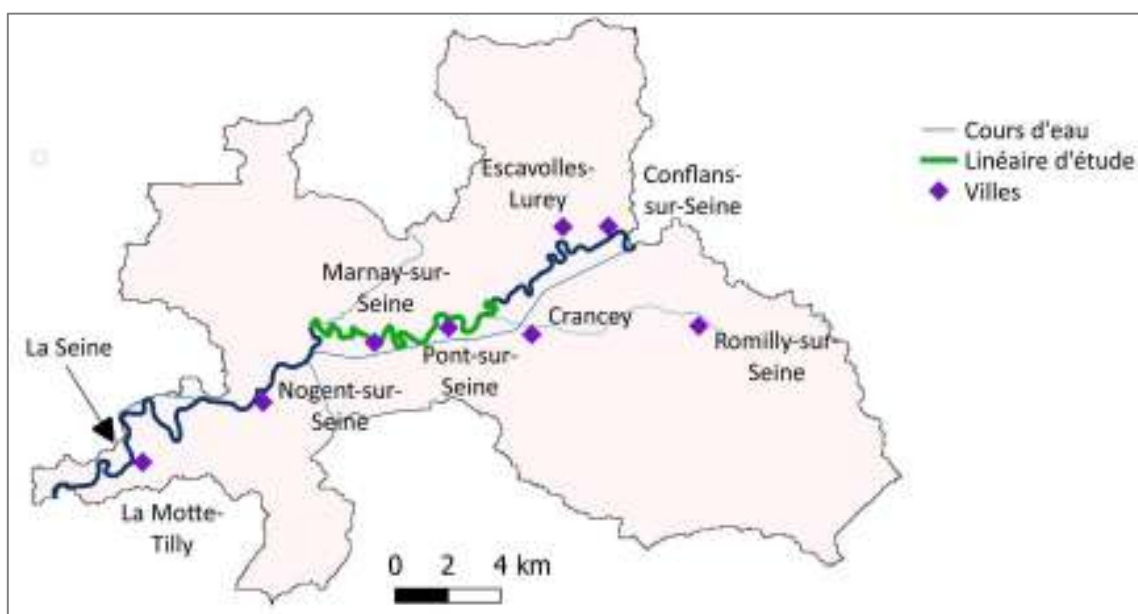 Escavolles-
Lurey
Conflans-
sur-Seine
Cours d'eau
Linéaire d'étude
Villes
Marnay-sur-
Seine
La Seine
Crancey
Pont-sur-
Seine
Romilly-sur-
Seine
Nogent-sur-
Seine
La Motte-
Tilly
0 2 4 km